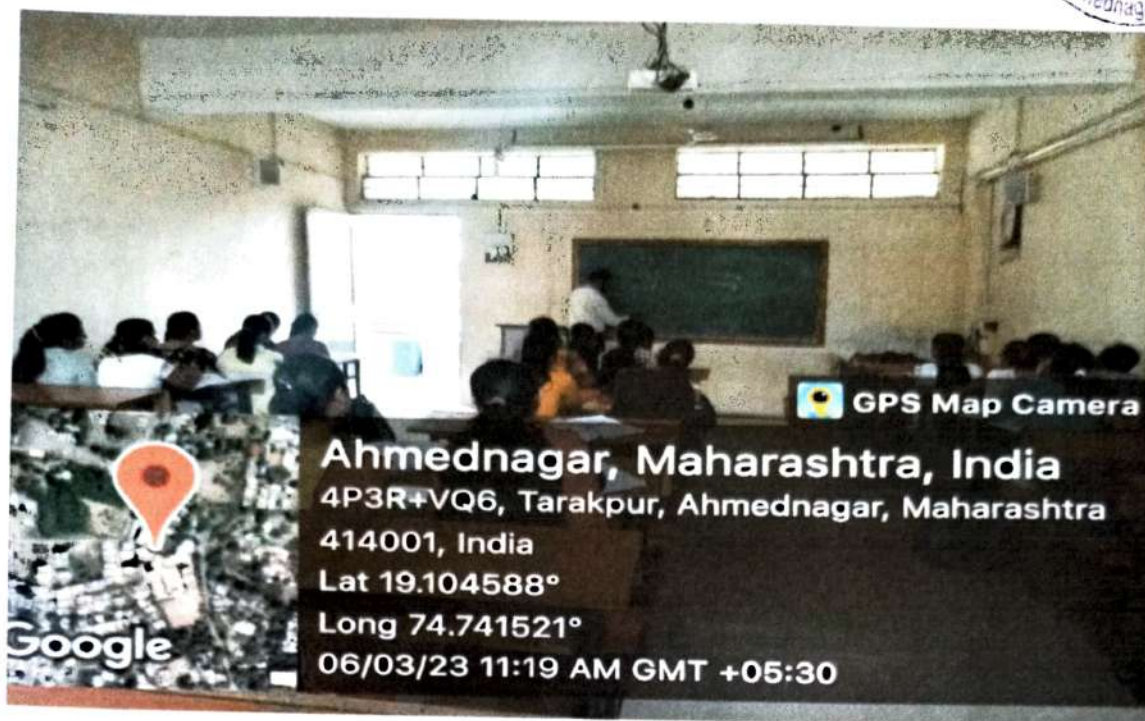 GPS Map Camera
Ahmednagar, Maharashtra, India
4P3R+VQ6, Tarakpur, Ahmednagar, Maharashtra
414001, India
Lat 19.104588°
Long 74.741521°
06/03/23 11:19 AM GMT +05:30
Google